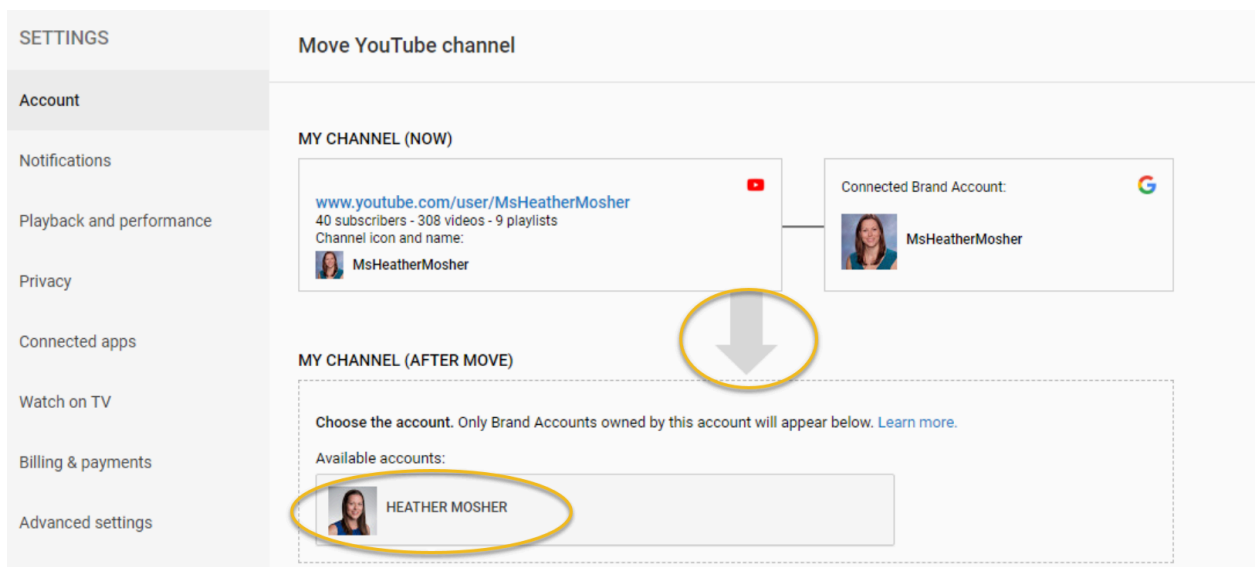 SETTINGS
Account
Notifications
Playback and performance
Privacy
Connected apps
Watch on TV
Billing & payments
Advanced settings
Move YouTube channel
MY CHANNEL (NOW)
www.youtube.com/user/MsHeatherMosher
40 subscribers - 308 videos - 9 playlists
Channel icon and name:
MsHeatherMosher
Connected Brand Account:
MsHeatherMosher
MY CHANNEL (AFTER MOVE)
Choose the account. Only Brand Accounts owned by this account will appear below. Learn more.
Available accounts:
HEATHER MOSHER